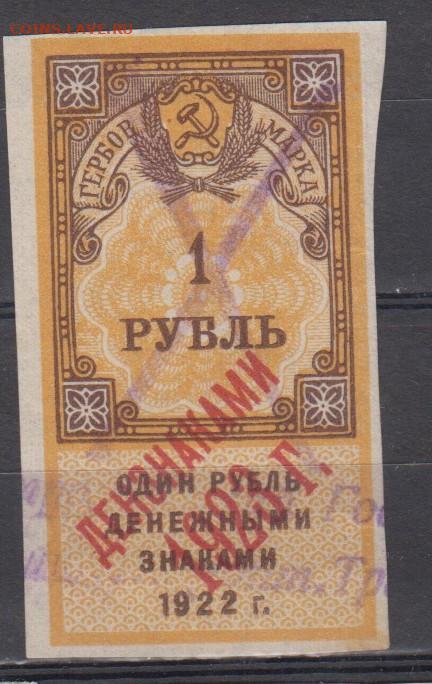 COINS.LAVE.RU
ГЕРБОВ. МАРКА
1
РУБЛЬ
ДЕНЗНАКАМИ
1923 Г.
ОДИН РУБЛЬ
ДЕНЕЖНЫМИ
ЗНАКАМИ
1922 г.